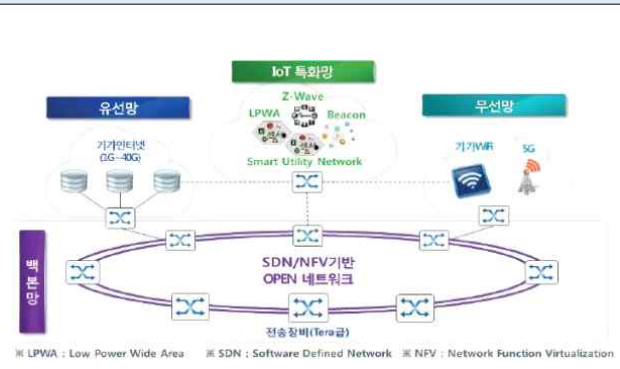 IoT 특화망
유선망
무선망
Z-Wave
LPWA
Beacon
Smart Utility Network
기가인터넷
(1G~40G)
기가WiFi
5G
백본망
SDN/NFV기반
OPEN 네트워크
전송장비(Tera급)
※ LPWA : Low Power Wide Area ※ SDN : Software Defined Network ※ NFV : Network Function Virtualization